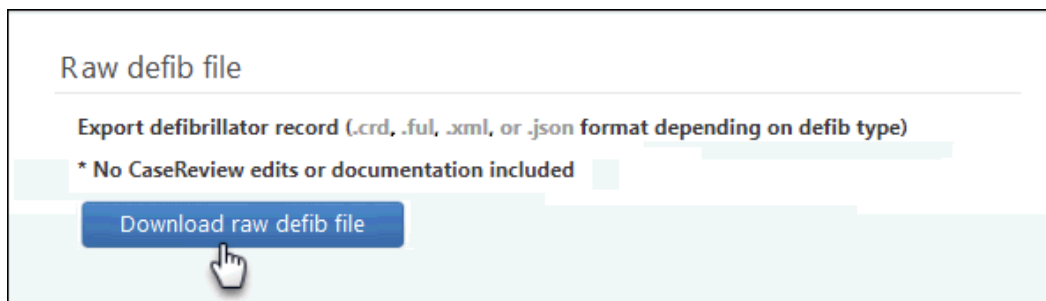 Raw defib file
Export defibrillator record (.crd, .ful, .xml, or .json format depending on defib type)
* No CaseReview edits or documentation included
Download raw defib file